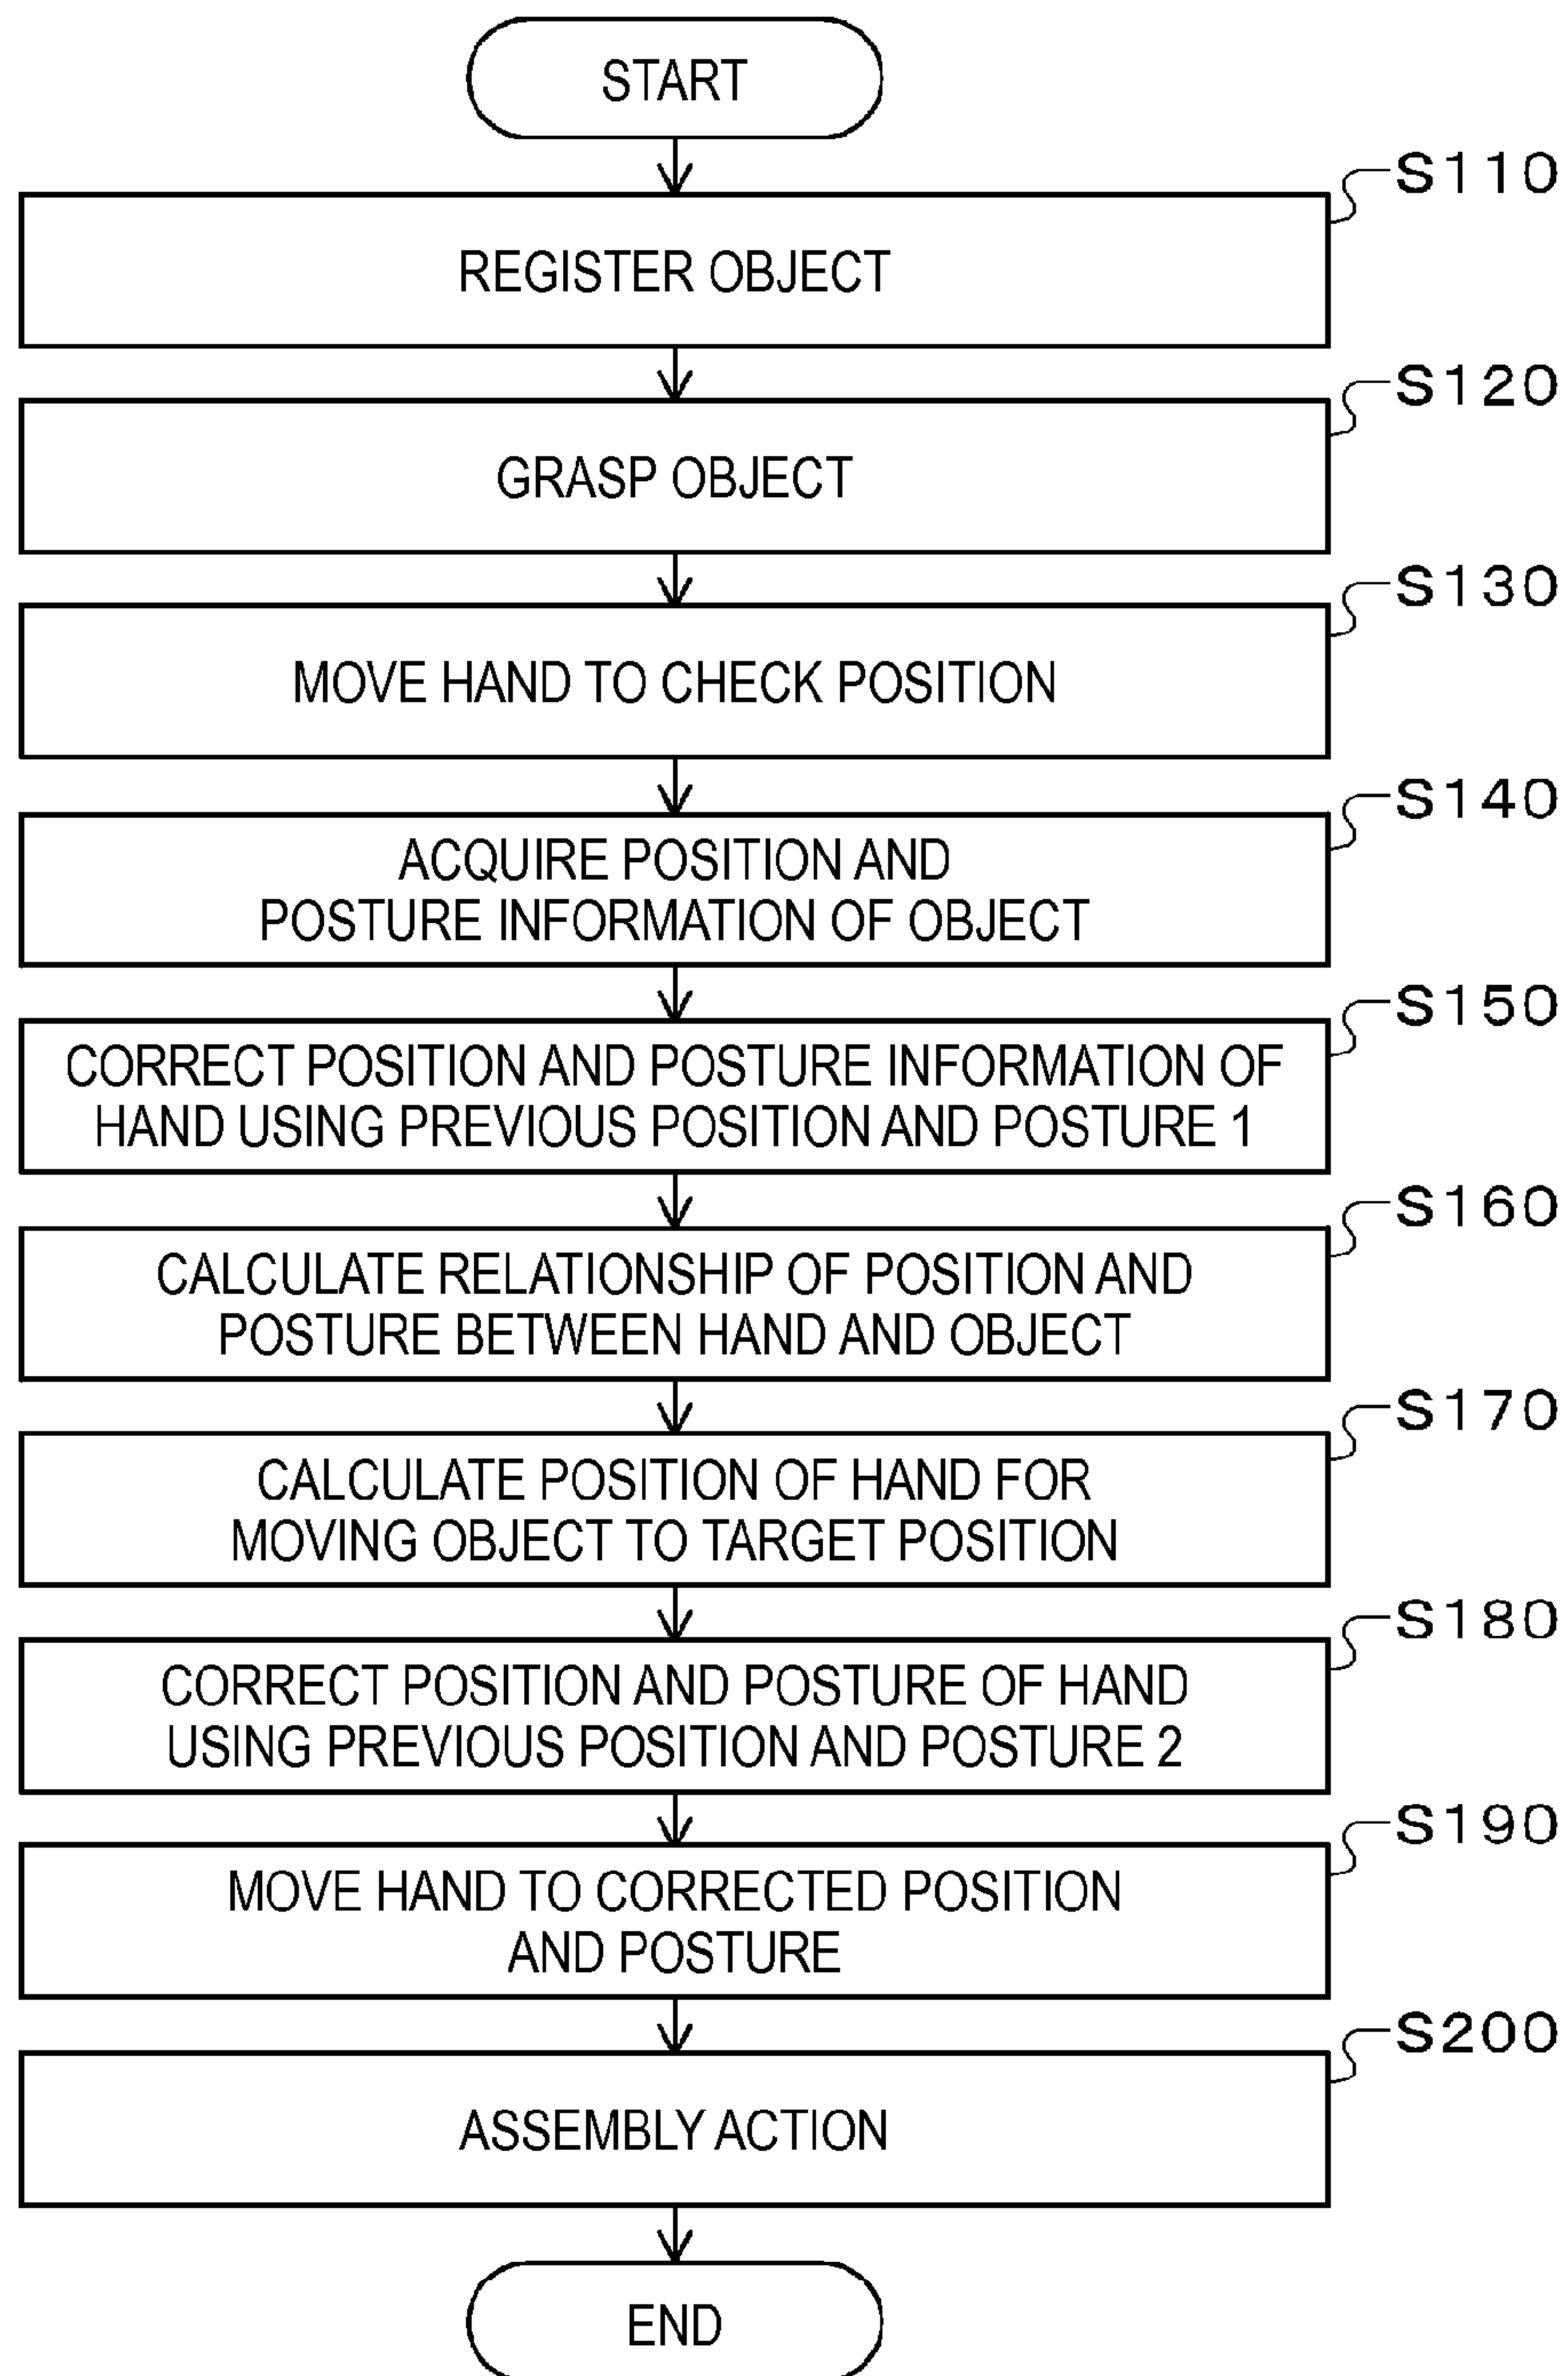 START
S110
REGISTER OBJECT
S120
GRASP OBJECT
S130
MOVE HAND TO CHECK POSITION
S140
ACQUIRE POSITION AND
POSTURE INFORMATION OF OBJECT
S150
CORRECT POSITION AND POSTURE INFORMATION OF
HAND USING PREVIOUS POSITION AND POSTURE 1
S160
CALCULATE RELATIONSHIP OF POSITION AND
POSTURE BETWEEN HAND AND OBJECT
S170
CALCULATE POSITION OF HAND FOR
MOVING OBJECT TO TARGET POSITION
S180
CORRECT POSITION AND POSTURE OF HAND
USING PREVIOUS POSITION AND POSTURE 2
S190
MOVE HAND TO CORRECTED POSITION
AND POSTURE
S200
ASSEMBLY ACTION
END